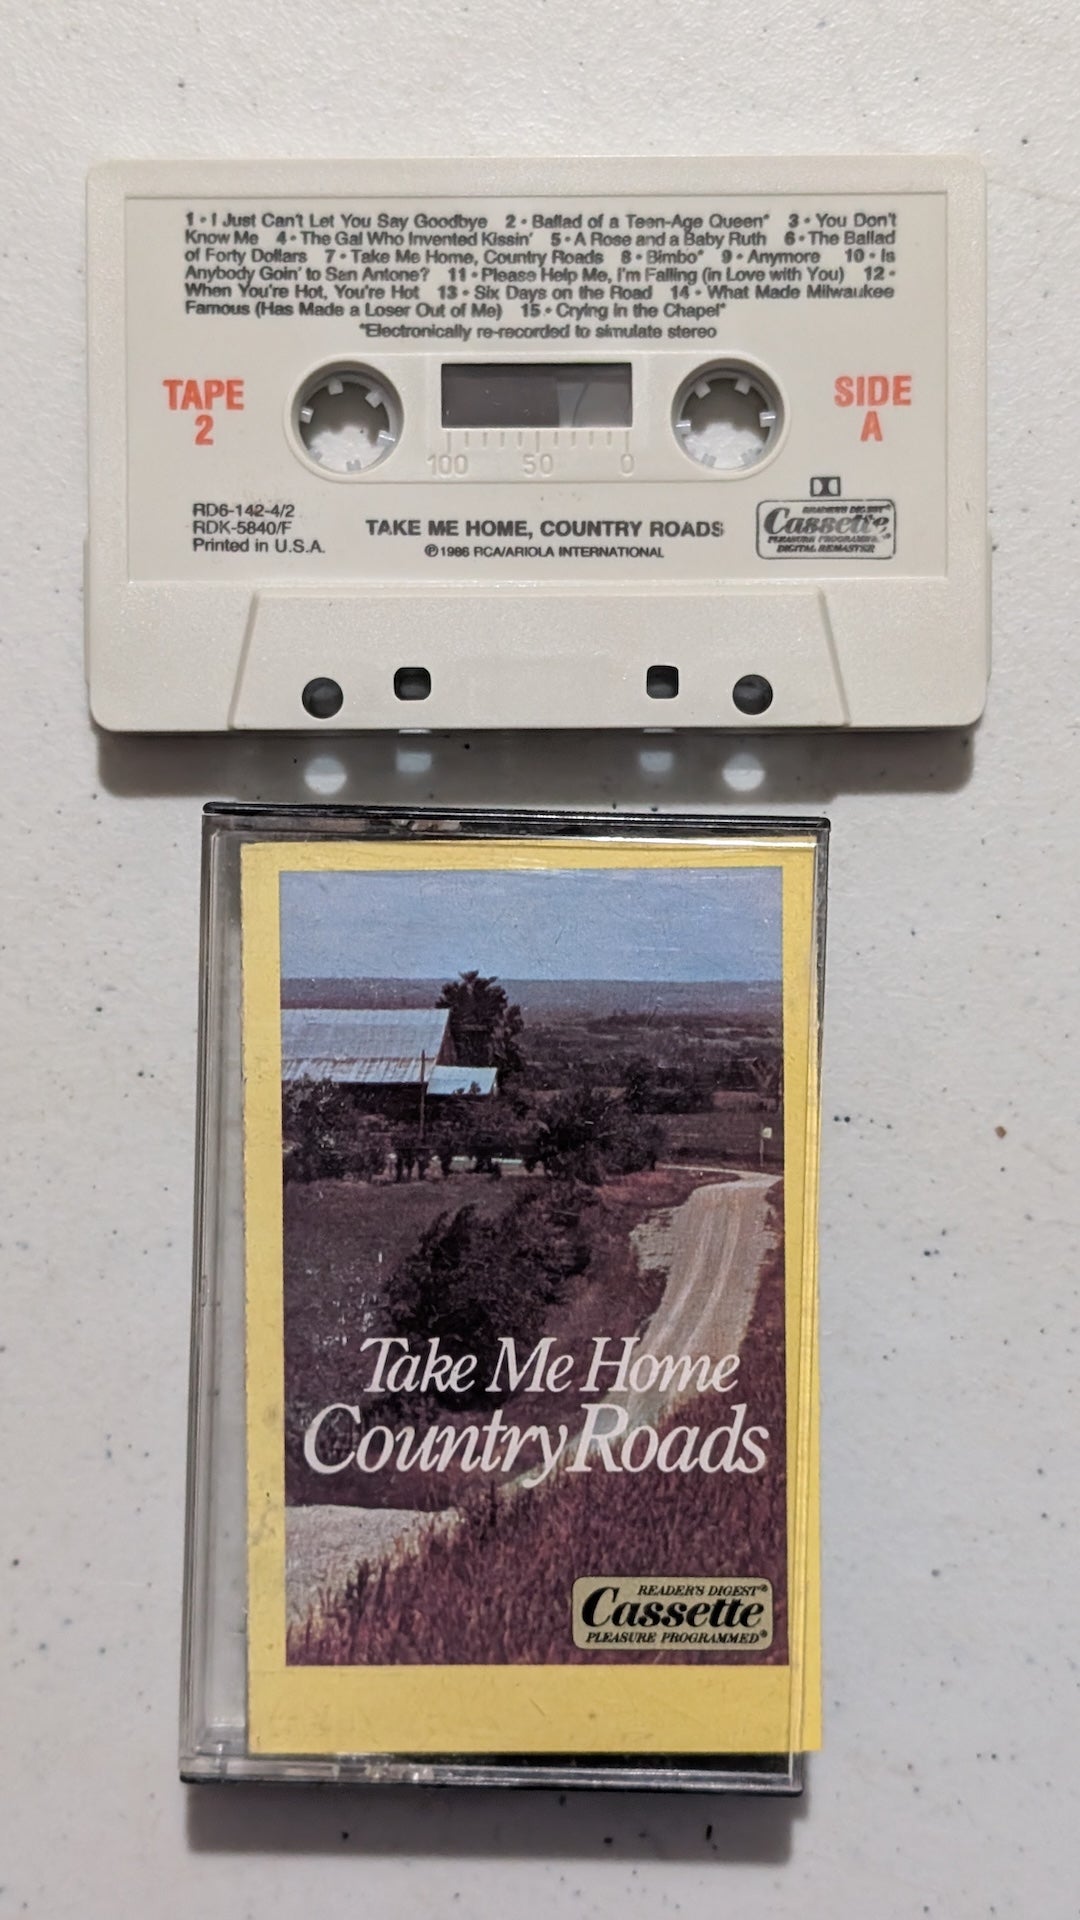 1 • I Just Can't Let You Say Goodbye 2 • Ballad of a Teen-Age Queen* 3 • You Don't
Know Me 4 • The Gal Who Invented Kissin' 5 • A Rose and a Baby Ruth 6 • The Ballad
of Forty Dollars 7 • Take Me Home, Country Roads 8 • Bimbo* 9 • Anymore 10 • Is
Anybody Goin' to San Antone? 11 • Please Help Me, I'm Falling (in Love with You) 12 •
When You're Hot, You're Hot 13 • Six Days on the Road 14 • What Made Milwaukee
Famous (Has Made a Loser Out of Me) 15 • Crying in the Chapel*
*Electronically re-recorded to simulate stereo
TAPE
2
SIDE
A
100 50 0
RD6-142-4/2
RDK-5840/F
Printed in U.S.A.
TAKE ME HOME, COUNTRY ROADS
℗ 1986 RCA/ARIOLA INTERNATIONAL
READER'S DIGEST®
Cassette
PLEASURE PROGRAMMED®
DIGITAL REMASTER
Take Me Home
Country Roads
READER'S DIGEST®
Cassette
PLEASURE PROGRAMMED®